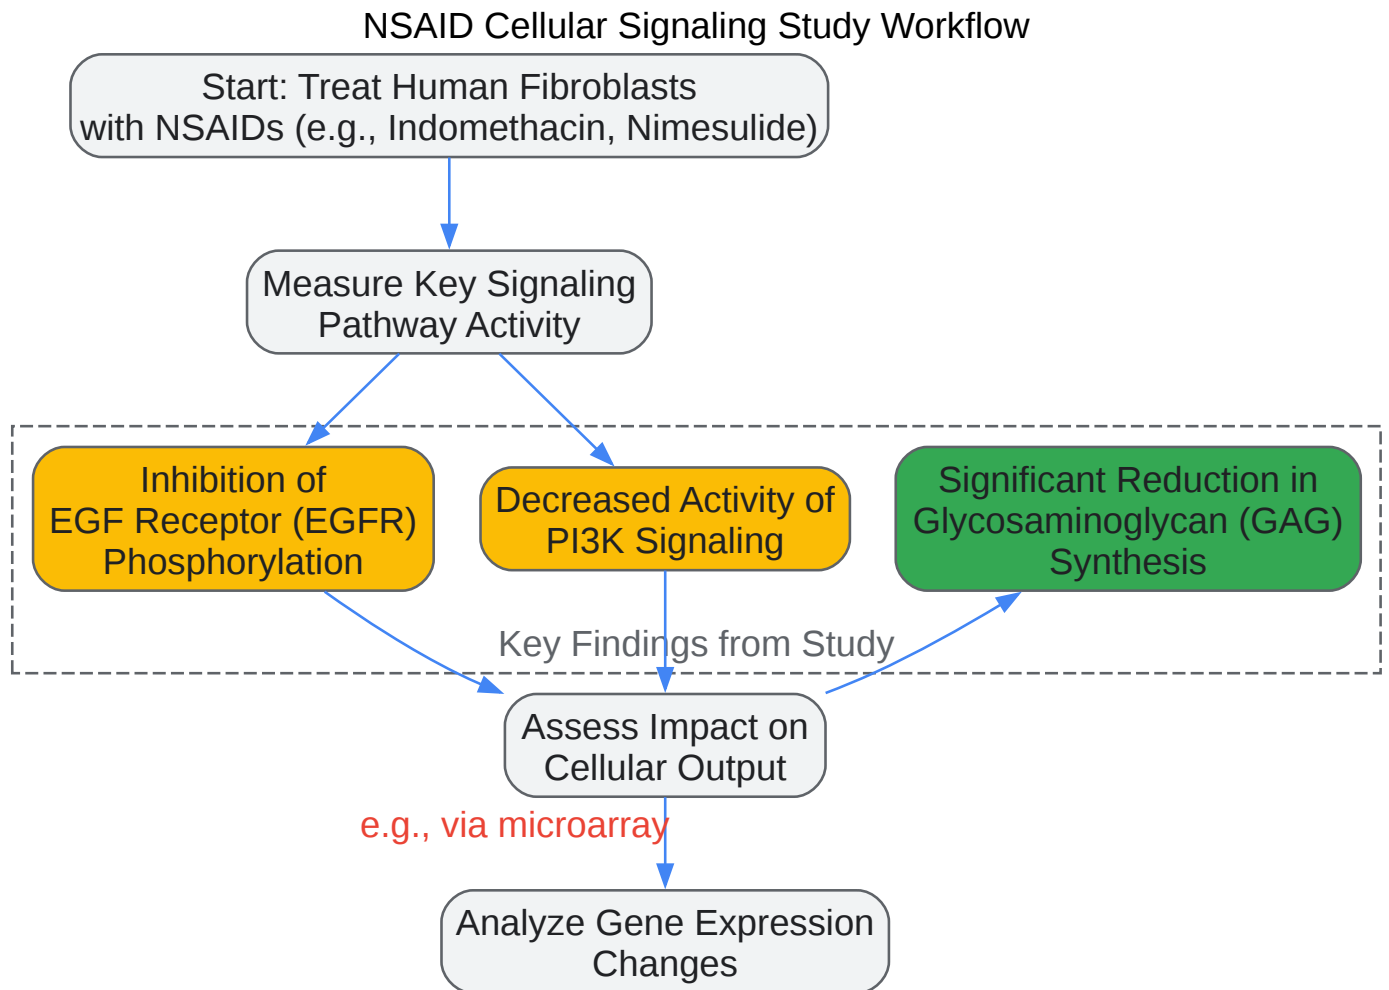 NSAID Cellular Signaling Study Workflow
Start: Treat Human Fibroblasts
with NSAIDs (e.g., Indomethacin, Nimesulide)
Measure Key Signaling
Pathway Activity
Inhibition of
EGF Receptor (EGFR)
Phosphorylation
Decreased Activity of
PI3K Signaling
Significant Reduction in
Glycosaminoglycan (GAG)
Synthesis
Key Findings from Study
Assess Impact on
Cellular Output
e.g., via microarray
Analyze Gene Expression
Changes